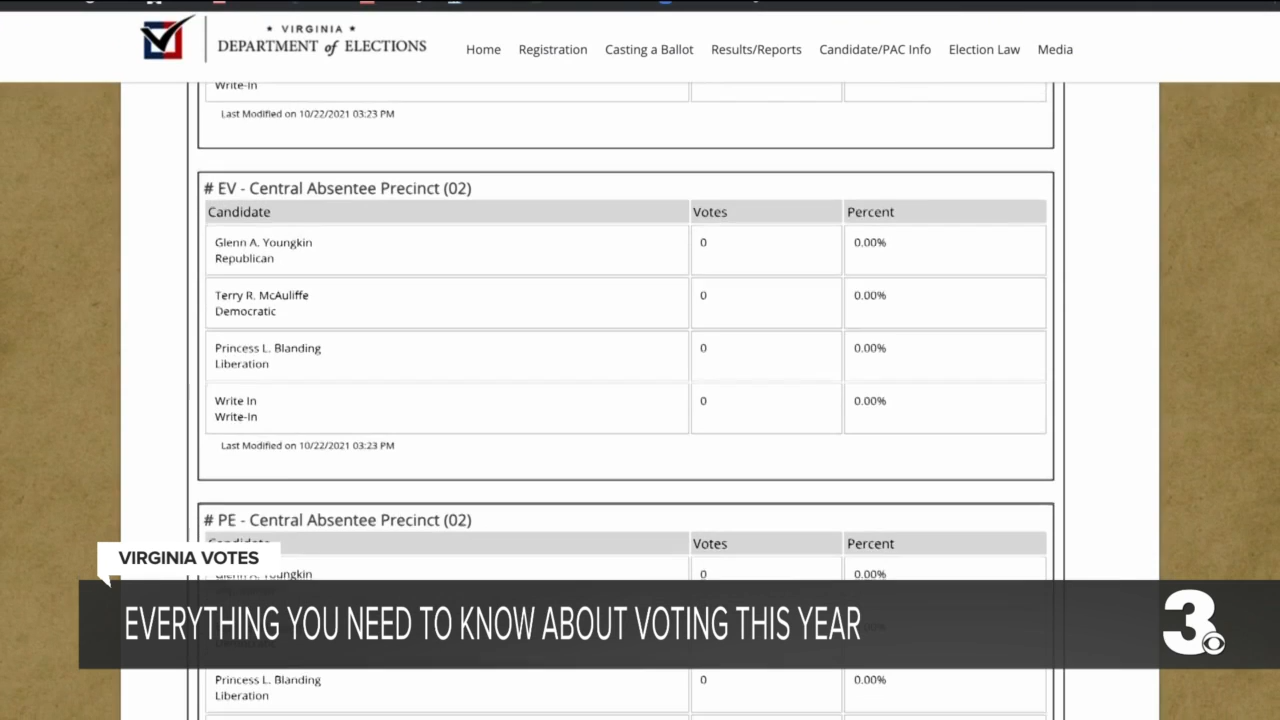 ★ VIRGINIA ★
DEPARTMENT of ELECTIONS
Home Registration Casting a Ballot Results/Reports Candidate/PAC Info Election Law Media
Write-In
Last Modified on 10/22/2021 03:23 PM
# EV - Central Absentee Precinct (02)
Candidate Votes Percent
Glenn A. Youngkin 0 0.00%
Republican
Terry R. McAuliffe 0 0.00%
Democratic
Princess L. Blanding 0 0.00%
Liberation
Write In 0 0.00%
Write-In
Last Modified on 10/22/2021 03:23 PM
# PE - Central Absentee Precinct (02)
Candidate Votes Percent
VIRGINIA VOTES
Glenn A. Youngkin 0 0.00%
EVERYTHING YOU NEED TO KNOW ABOUT VOTING THIS YEAR
3
Princess L. Blanding 0 0.00%
Liberation